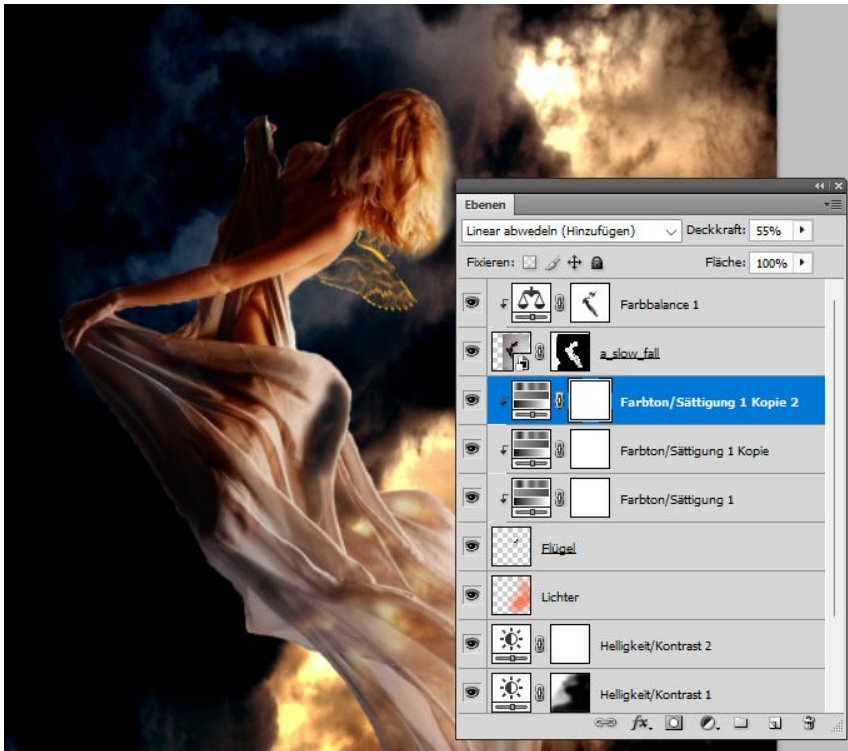 Ebenen
Linear abwedeln (Hinzufügen) Deckkraft: 55%
Fixieren: Fläche: 100%
Farbbalance 1
a_slow_fall
Farbton/Sättigung 1 Kopie 2
Farbton/Sättigung 1 Kopie
Farbton/Sättigung 1
Flügel
Lichter
Helligkeit/Kontrast 2
Helligkeit/Kontrast 1
fx